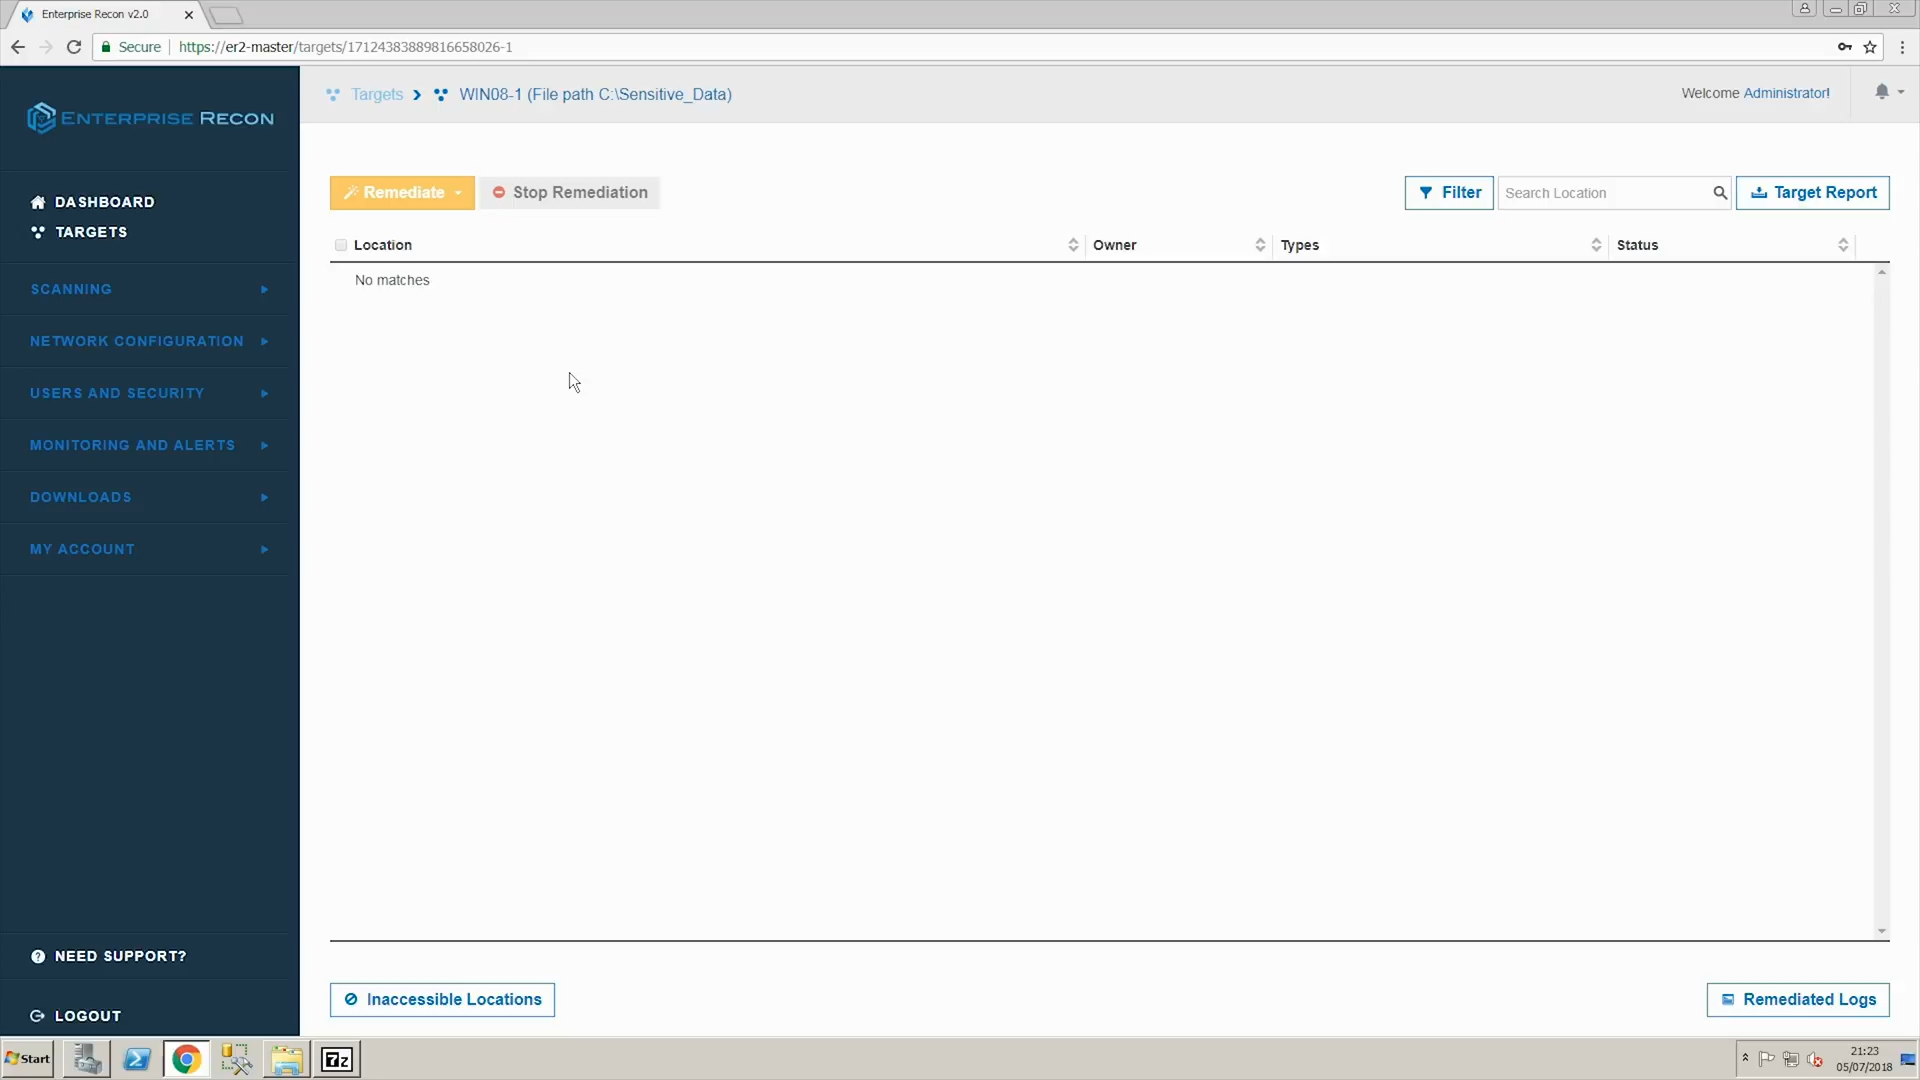 Enterprise Recon v2.0
Secure
https://er2-master/targets/17124383889816658026-1
ENTERPRISE RECON
Targets
WIN08-1 (File path C:\Sensitive_Data)
Welcome Administrator!
DASHBOARD
TARGETS
SCANNING
NETWORK CONFIGURATION
USERS AND SECURITY
MONITORING AND ALERTS
DOWNLOADS
MY ACCOUNT
NEED SUPPORT?
LOGOUT
Remediate
Stop Remediation
Filter
Search Location
Target Report
Location
Owner
Types
Status
No matches
Inaccessible Locations
Remediated Logs
Start
7z
21:23
05/07/2018